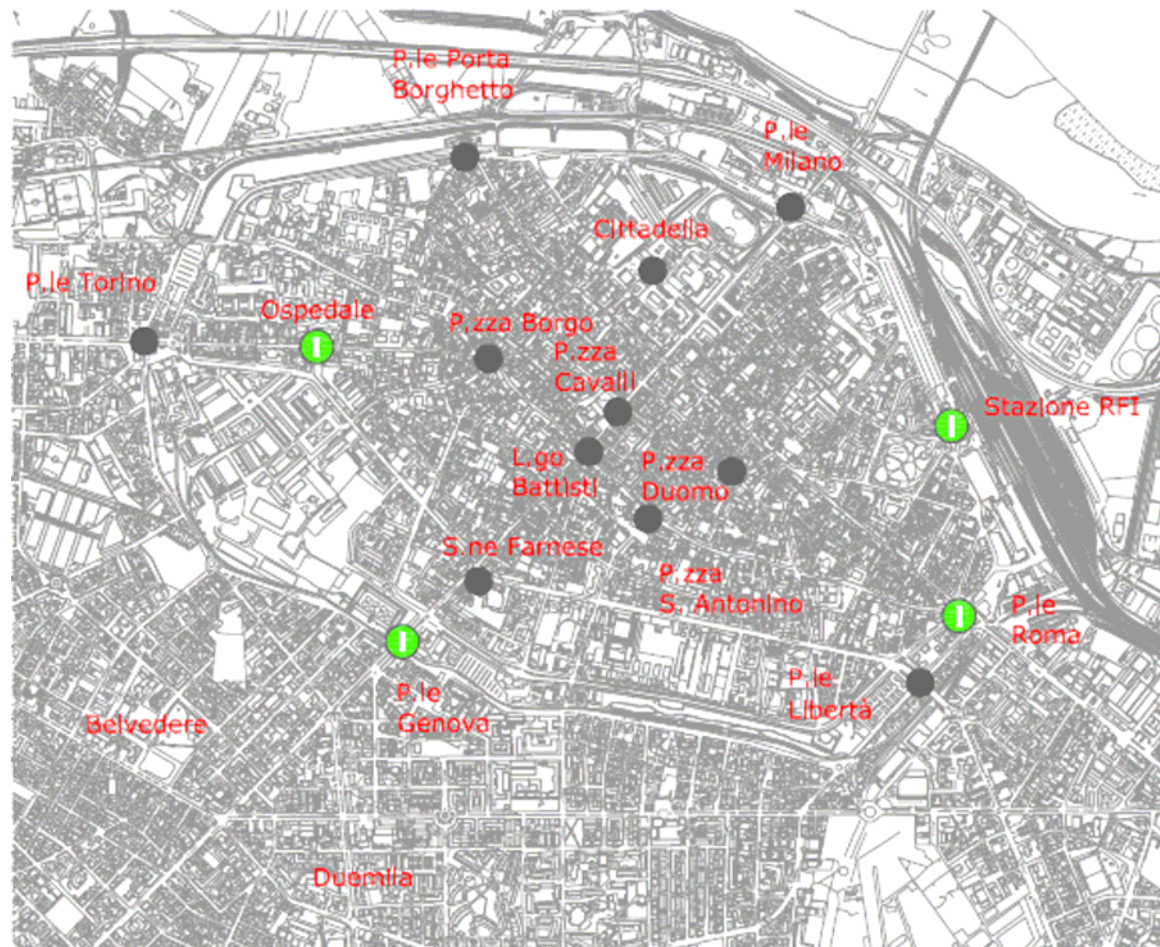 P.le Porta
Borghetto
P.le
Milano
Cittadella
P.le Torino
Ospedale
P.zza Borgo
P.zza
Cavalli
Stazione RFI
L.go
Battisti
P.zza
Duomo
S.ne Farnese
P.zza
S. Antonino
P.le
Roma
P.le
Libertà
P.le
Genova
Belvedere
Duemila